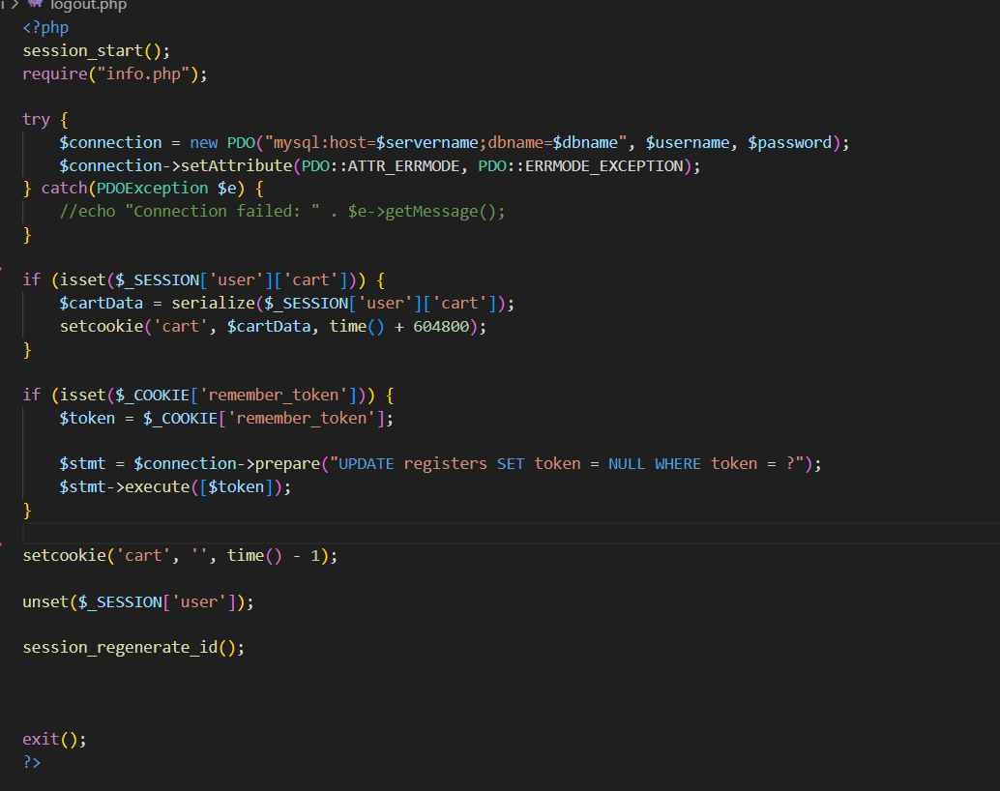 i > logout.php
<?php
session_start();
require("info.php");
try {
$connection = new PDO("mysql:host=$servername;dbname=$dbname", $username, $password);
$connection->setAttribute(PDO::ATTR_ERRMODE, PDO::ERRMODE_EXCEPTION);
} catch(PDOException $e) {
//echo "Connection failed: " . $e->getMessage();
}
if (isset($_SESSION['user']['cart'])) {
$cartData = serialize($_SESSION['user']['cart']);
setcookie('cart', $cartData, time() + 604800);
}
if (isset($_COOKIE['remember_token'])) {
$token = $_COOKIE['remember_token'];
$stmt = $connection->prepare("UPDATE registers SET token = NULL WHERE token = ?");
$stmt->execute([$token]);
}
setcookie('cart', '', time() - 1);
unset($_SESSION['user']);
session_regenerate_id();
exit();
?>